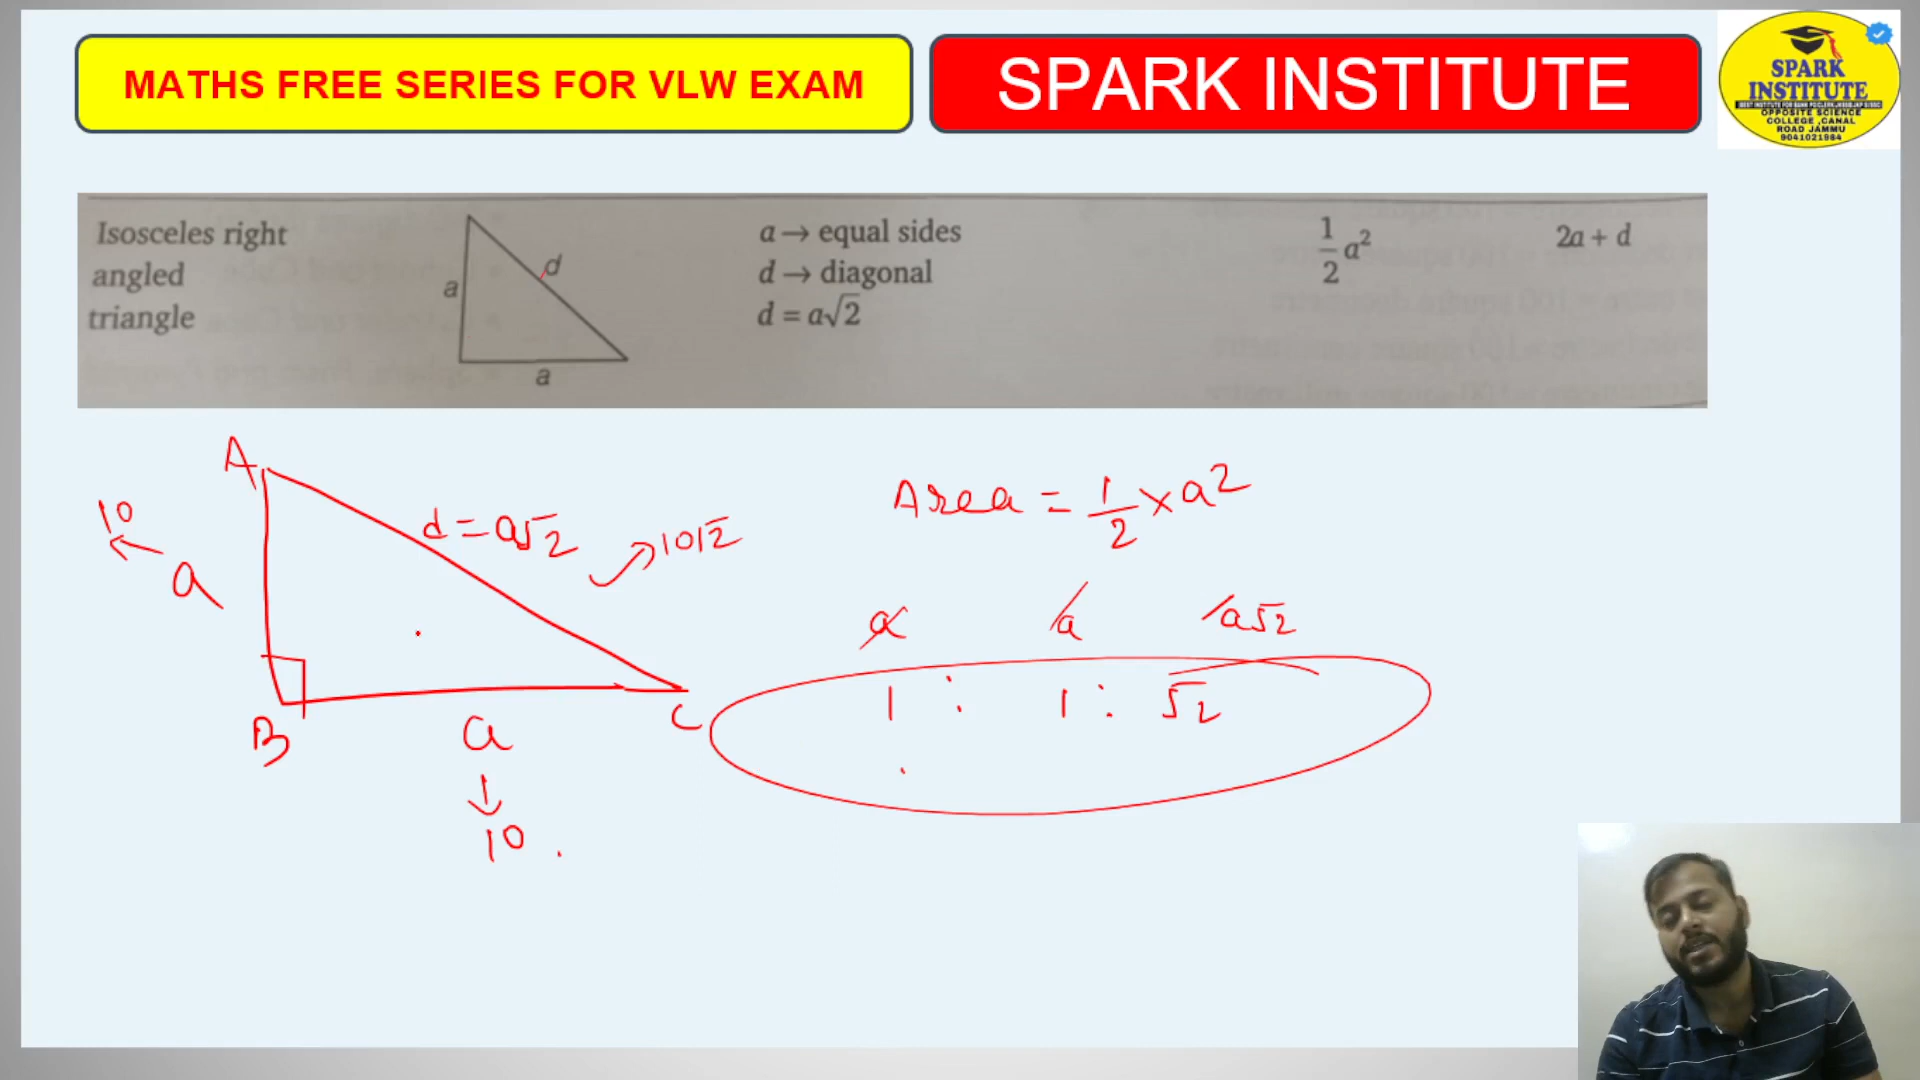 MATHS FREE SERIES FOR VLW EXAM
SPARK INSTITUTE
SPARK
INSTITUTE
OPPOSITE SCIENCE
COLLEGE ,CANAL
ROAD JAMMU
9041021984
Isosceles right
angled
triangle
a
d
a
a → equal sides
d → diagonal
d = a√2
1/2 a²
2a + d
A
10
a
d = a√2
10√2
B
a
C
10
Area = 1/2 × a²
a a a√2
1 : 1 : √2